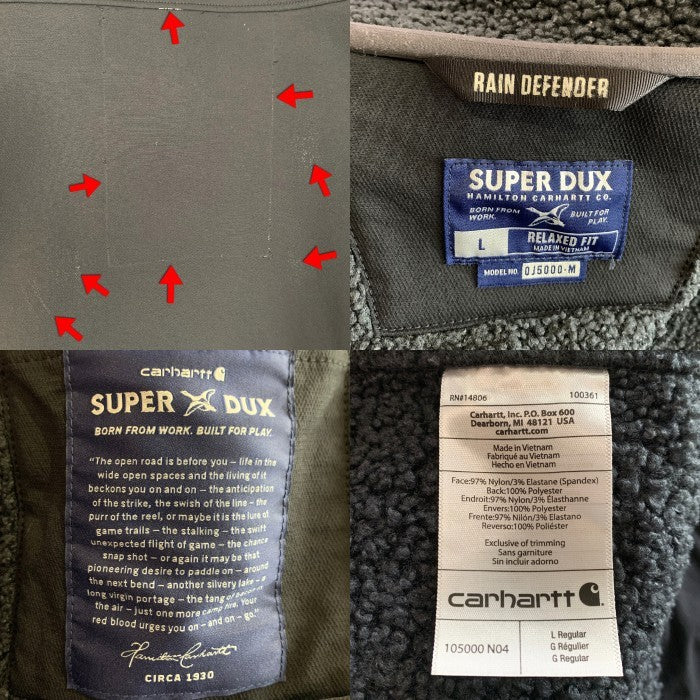 RAIN DEFENDER
SUPER DUX
HAMILTON CARHARTT CO.
BORN FROM WORK.
BUILT FOR PLAY.
L
RELAXED FIT
MADE IN VIETNAM
MODEL NO. OJ5000-M
carhartt
SUPER DUX
BORN FROM WORK. BUILT FOR PLAY.
"The open road is before you – life in the
wide open spaces and the living of it
beckons you on and on – the anticipation
of the strike, the swish of the line – the
purr of the reel, or maybe it is the lure of
game trails – the stalking – the swift
unexpected flight of game – the chance
snap shot – or again it may be that
pioneering desire to paddle on – around
the next bend – another silvery lake – a
long virgin portage – the tang of bacon in
the air – just one more camp fire. Your
red blood urges you on – and on – go."
Hamilton Carhartt
CIRCA 1930
RN#14806 100361
Carhartt, Inc. P.O. Box 600
Dearborn, MI 48121 USA
carhartt.com
Made in Vietnam
Fabriqué au Vietnam
Hecho en Vietnam
Face:97% Nylon/3% Elastane (Spandex)
Back:100% Polyester
Endroit:97% Nylon/3% Élasthanne
Envers:100% Polyester
Frente:97% Nilón/3% Elastano
Reverso:100% Poliéster
Exclusive of trimming
Sans garniture
Sin incluir adorno
carhartt
105000 N04
L Regular
G Régulier
G Regular